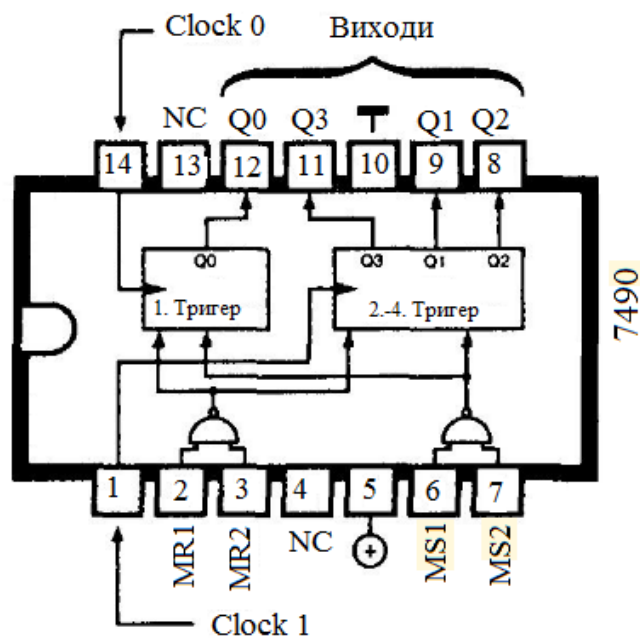 Clock 0
Виходи
NC Q0 Q3 Q1 Q2
14 13 12 11 10 9 8
Q0 Q3 Q1 Q2
1. Тригер 2.-4. Тригер
7490
1 2 3 4 5 6 7
MR1 MR2 NC MS1 MS2
Clock 1